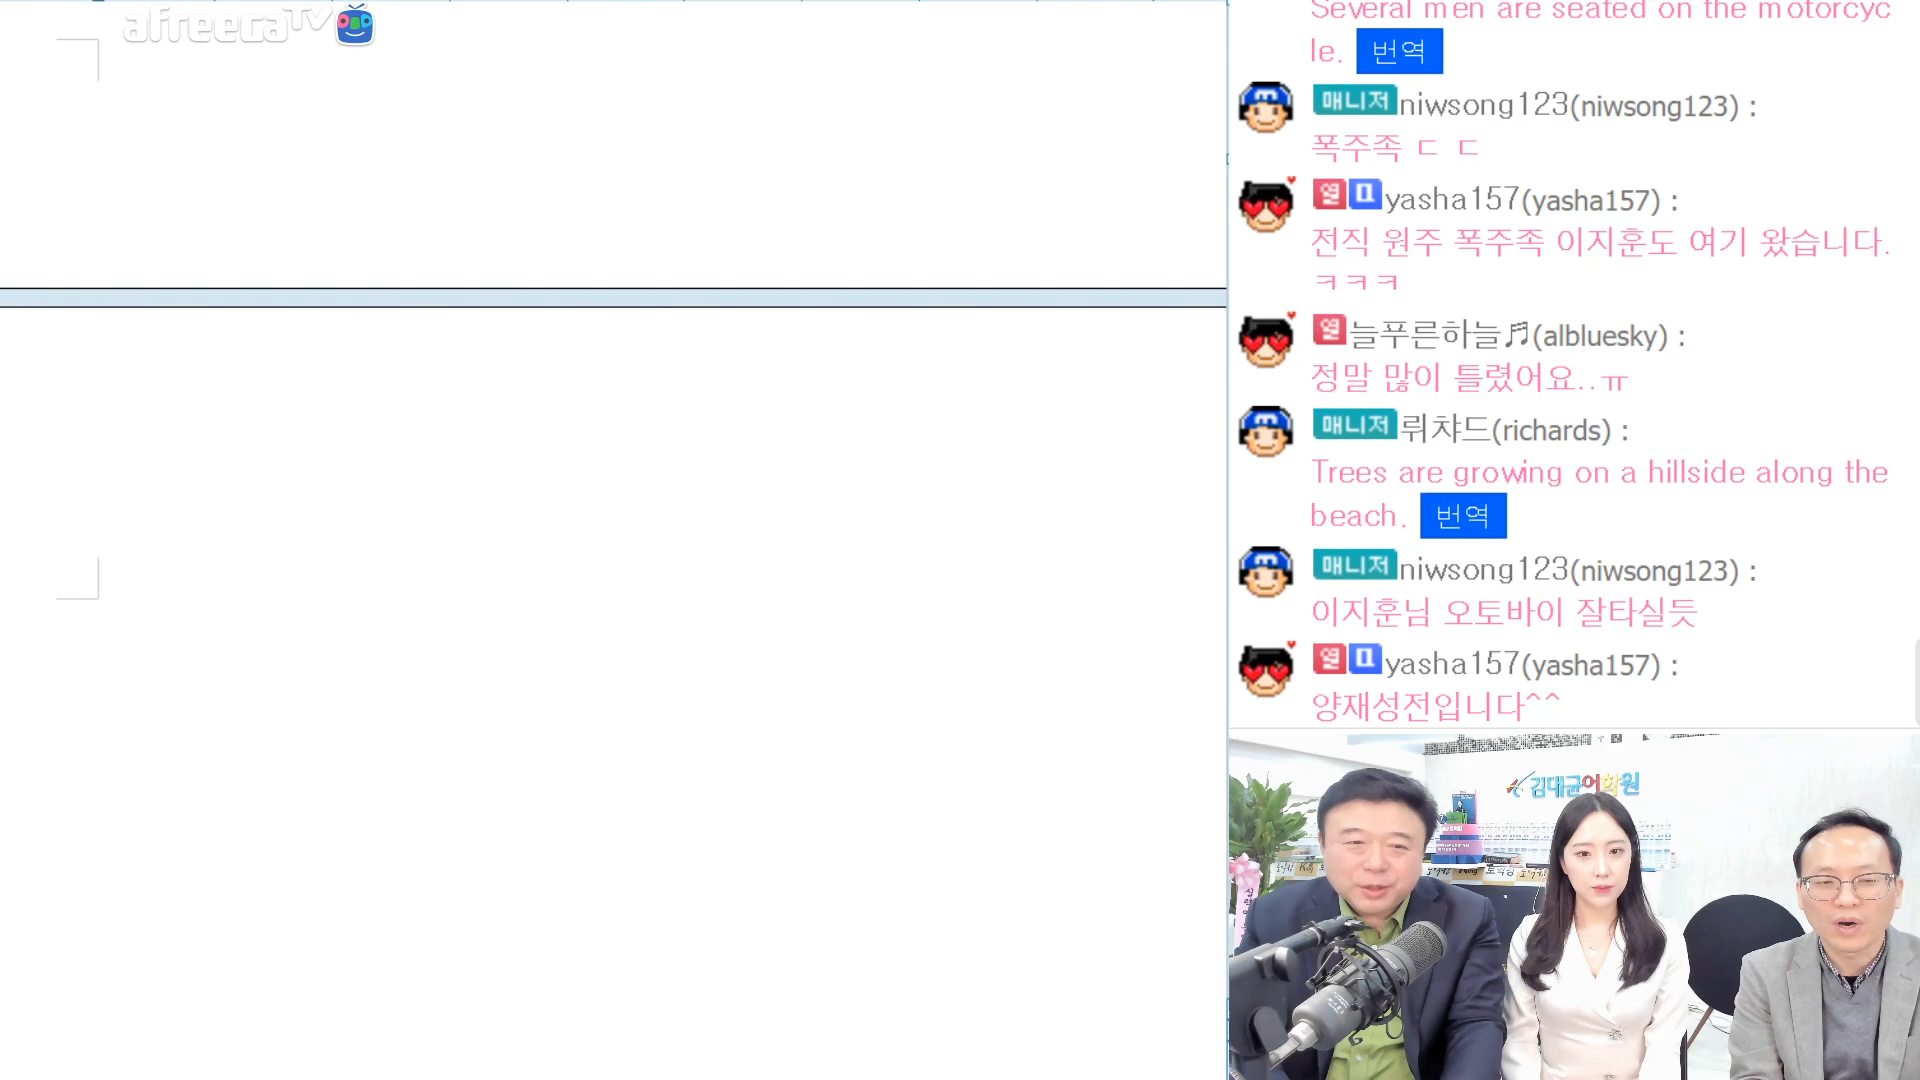 afreecaTV
Several men are seated on the motorcyc
le. 번역
매니저 niwsong123(niwsong123) :
폭주족 ㄷ ㄷ
열 yasha157(yasha157) :
전직 원주 폭주족 이지훈도 여기 왔습니다.
ㅋㅋㅋ
열 늘푸른하늘♬(albluesky) :
정말 많이 틀렸어요..ㅠ
매니저 뤼챠드(richards) :
Trees are growing on a hillside along the
beach. 번역
매니저 niwsong123(niwsong123) :
이지훈님 오토바이 잘타실듯
열 yasha157(yasha157) :
양재성전입니다^^
김대균어학원